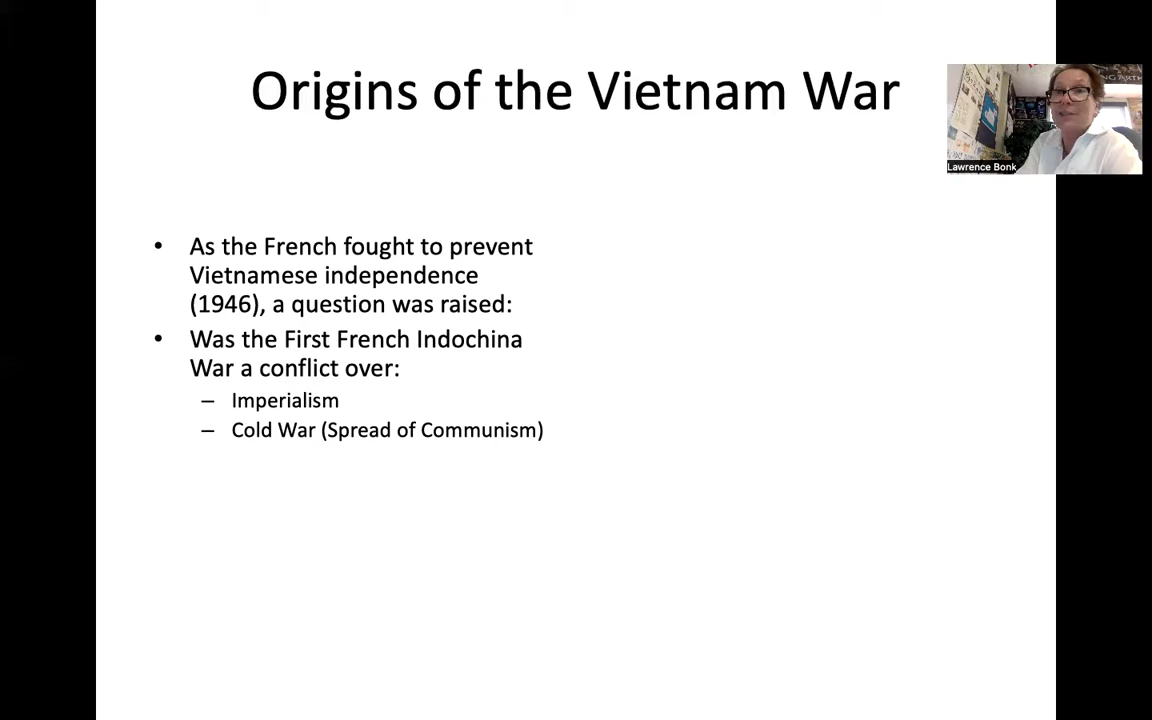 Origins of the Vietnam War
Lawrence Bonk
• As the French fought to prevent
Vietnamese independence
(1946), a question was raised:
• Was the First French Indochina
War a conflict over:
– Imperialism
– Cold War (Spread of Communism)